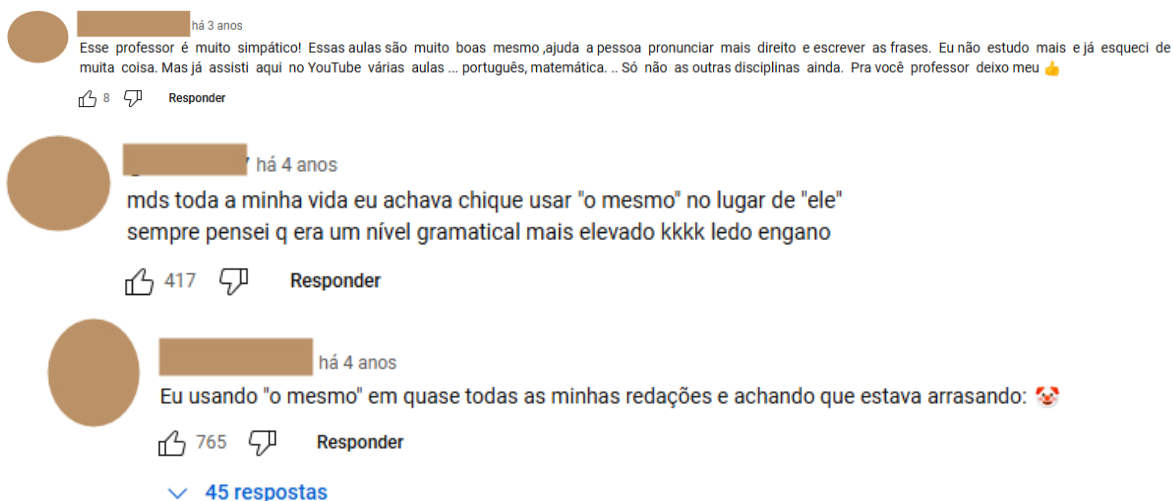 há 3 anos
Esse professor é muito simpático! Essas aulas são muito boas mesmo ,ajuda a pessoa pronunciar mais direito e escrever as frases. Eu não estudo mais e já esqueci de
muita coisa. Mas já assisti aqui no YouTube várias aulas ... português, matemática. .. Só não as outras disciplinas ainda. Pra você professor deixo meu 👍
8 Responder
há 4 anos
mds toda a minha vida eu achava chique usar "o mesmo" no lugar de "ele"
sempre pensei q era um nível gramatical mais elevado kkkk ledo engano
417 Responder
há 4 anos
Eu usando "o mesmo" em quase todas as minhas redações e achando que estava arrasando: 🤡
765 Responder
45 respostas